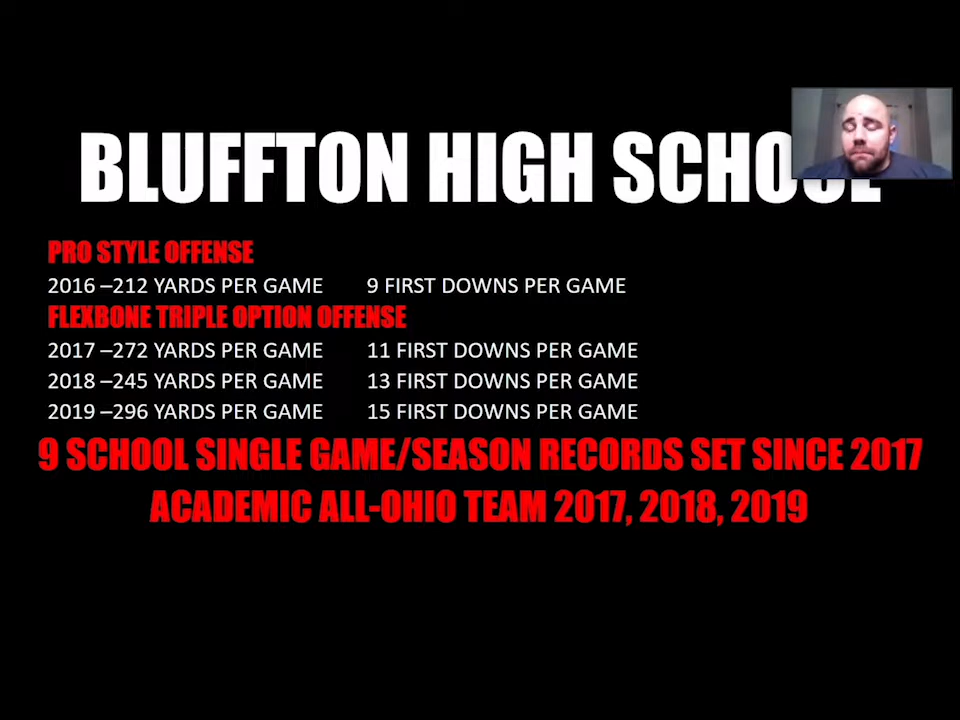 BLUFFTON HIGH SCHOOL
PRO STYLE OFFENSE
2016 –212 YARDS PER GAME 9 FIRST DOWNS PER GAME
FLEXBONE TRIPLE OPTION OFFENSE
2017 –272 YARDS PER GAME 11 FIRST DOWNS PER GAME
2018 –245 YARDS PER GAME 13 FIRST DOWNS PER GAME
2019 –296 YARDS PER GAME 15 FIRST DOWNS PER GAME
9 SCHOOL SINGLE GAME/SEASON RECORDS SET SINCE 2017
ACADEMIC ALL-OHIO TEAM 2017, 2018, 2019